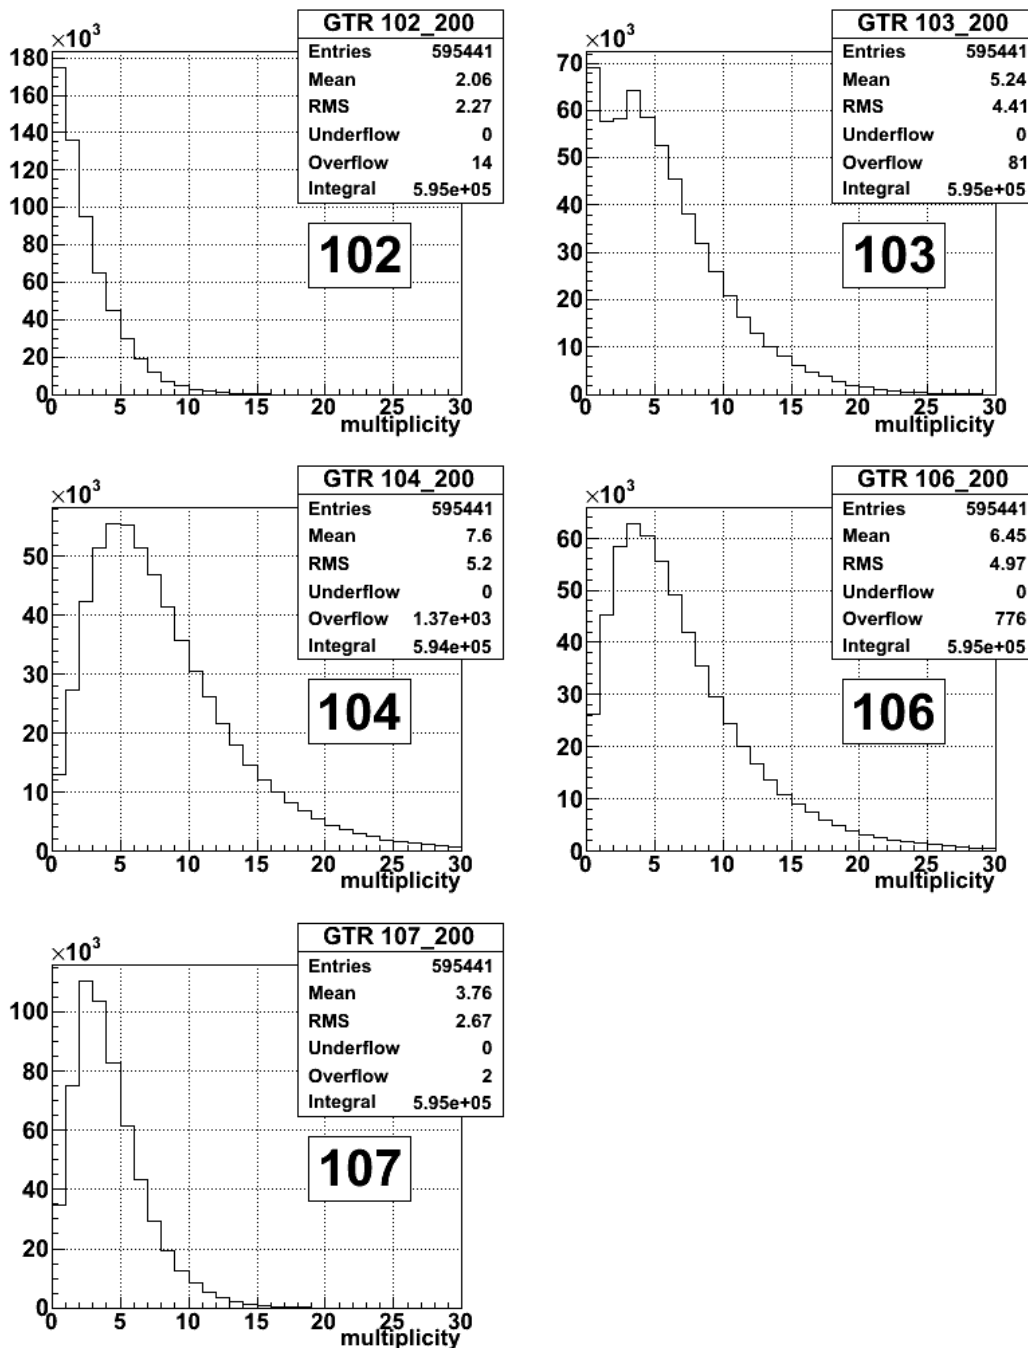 ×10³
GTR 102_200
Entries 595441
Mean 2.06
RMS 2.27
Underflow 0
Overflow 14
Integral 5.95e+05
102
180
160
140
120
100
80
60
40
20
0
0 5 10 15 20 25 30
multiplicity
×10³
GTR 103_200
Entries 595441
Mean 5.24
RMS 4.41
Underflow 0
Overflow 81
Integral 5.95e+05
103
70
60
50
40
30
20
10
0
0 5 10 15 20 25 30
multiplicity
×10³
GTR 104_200
Entries 595441
Mean 7.6
RMS 5.2
Underflow 0
Overflow 1.37e+03
Integral 5.94e+05
104
50
40
30
20
10
0
0 5 10 15 20 25 30
multiplicity
×10³
GTR 106_200
Entries 595441
Mean 6.45
RMS 4.97
Underflow 0
Overflow 776
Integral 5.95e+05
106
60
50
40
30
20
10
0
0 5 10 15 20 25 30
multiplicity
×10³
GTR 107_200
Entries 595441
Mean 3.76
RMS 2.67
Underflow 0
Overflow 2
Integral 5.95e+05
107
100
80
60
40
20
0
0 5 10 15 20 25 30
multiplicity